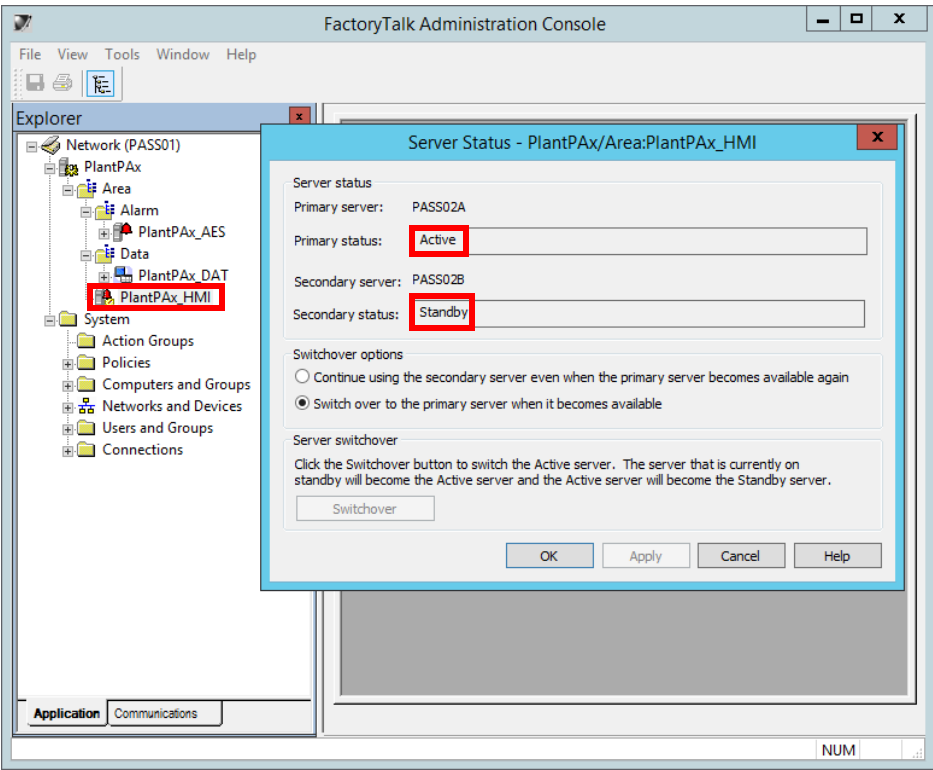 FactoryTalk Administration Console
File View Tools Window Help
Explorer
Network (PASS01)
PlantPAx
Area
Alarm
PlantPAx_AES
Data
PlantPAx_DAT
PlantPAx_HMI
System
Action Groups
Policies
Computers and Groups
Networks and Devices
Users and Groups
Connections
Application
Communications
Server Status - PlantPAx/Area:PlantPAx_HMI
Server status
Primary server: PASS02A
Primary status: Active
Secondary server: PASS02B
Secondary status: Standby
Switchover options
Continue using the secondary server even when the primary server becomes available again
Switch over to the primary server when it becomes available
Server switchover
Click the Switchover button to switch the Active server. The server that is currently on
standby will become the Active server and the Active server will become the Standby server.
Switchover
OK Apply Cancel Help
NUM